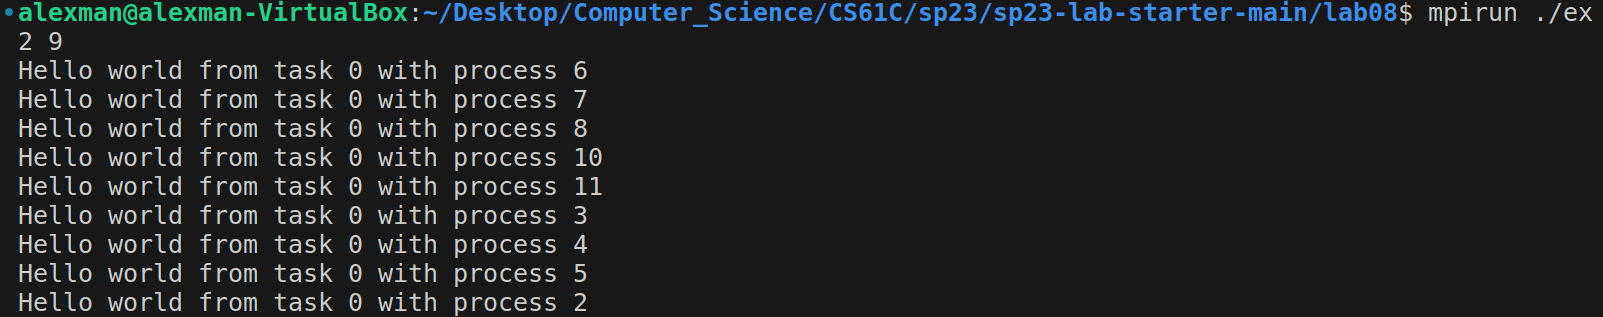 alexman@alexman-VirtualBox:~/Desktop/Computer_Science/CS61C/sp23/sp23-lab-starter-main/lab08$ mpirun ./ex
2 9
Hello world from task 0 with process 6
Hello world from task 0 with process 7
Hello world from task 0 with process 8
Hello world from task 0 with process 10
Hello world from task 0 with process 11
Hello world from task 0 with process 3
Hello world from task 0 with process 4
Hello world from task 0 with process 5
Hello world from task 0 with process 2